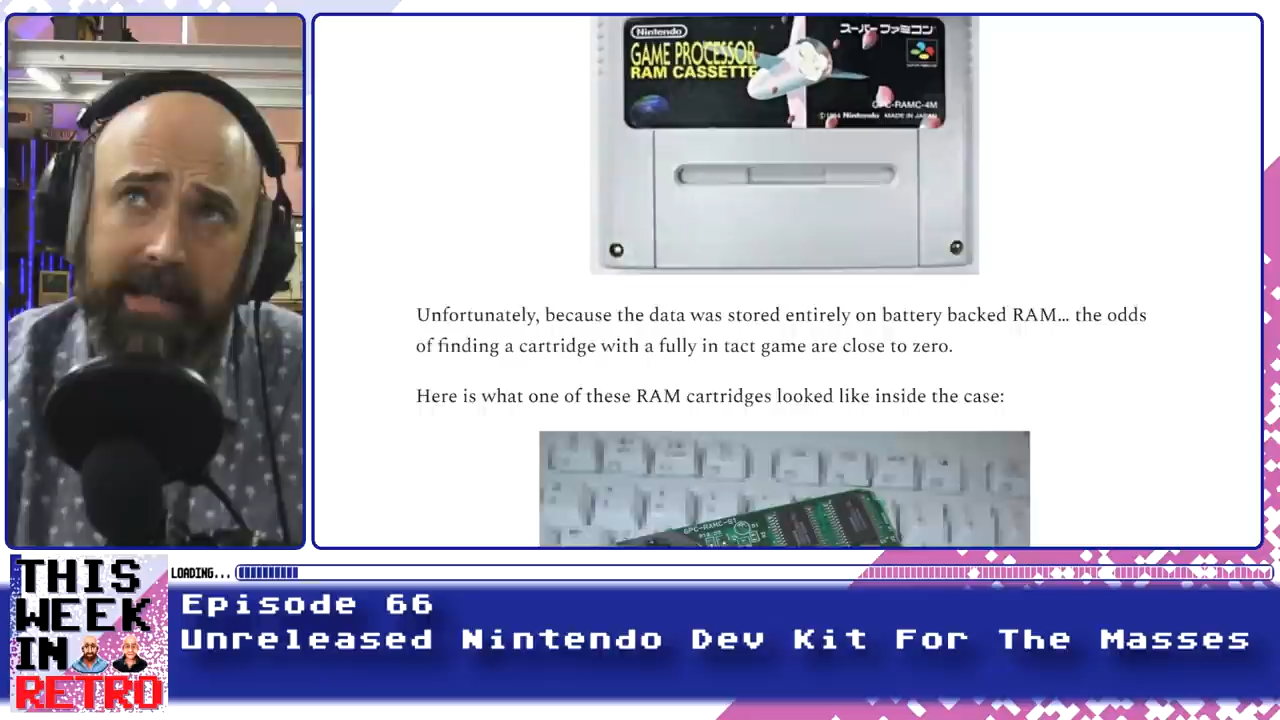 Nintendo
スーパーファミコン
GAME PROCESSOR
RAM CASSETTE
GPC-RAMC-4M
©1994 Nintendo MADE IN JAPAN
Unfortunately, because the data was stored entirely on battery backed RAM... the odds
of finding a cartridge with a fully in tact game are close to zero.
Here is what one of these RAM cartridges looked like inside the case:
THIS
WEEK
IN
RETRO
LOADING...
Episode 66
Unreleased Nintendo Dev Kit For The Masses